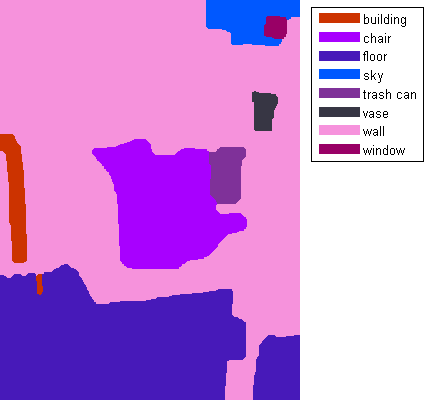 building
chair
floor
sky
trash can
vase
wall
window